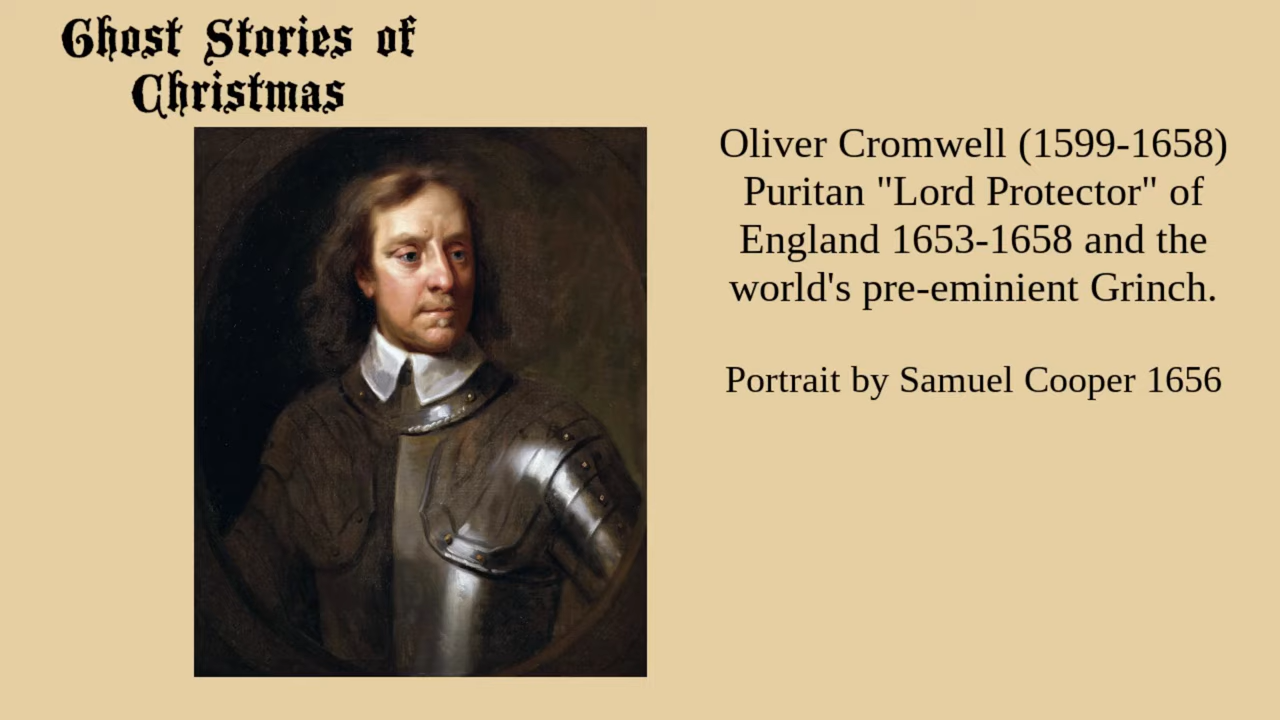 Ghost Stories of
Christmas
Oliver Cromwell (1599-1658)
Puritan "Lord Protector" of
England 1653-1658 and the
world's pre-eminient Grinch.
Portrait by Samuel Cooper 1656